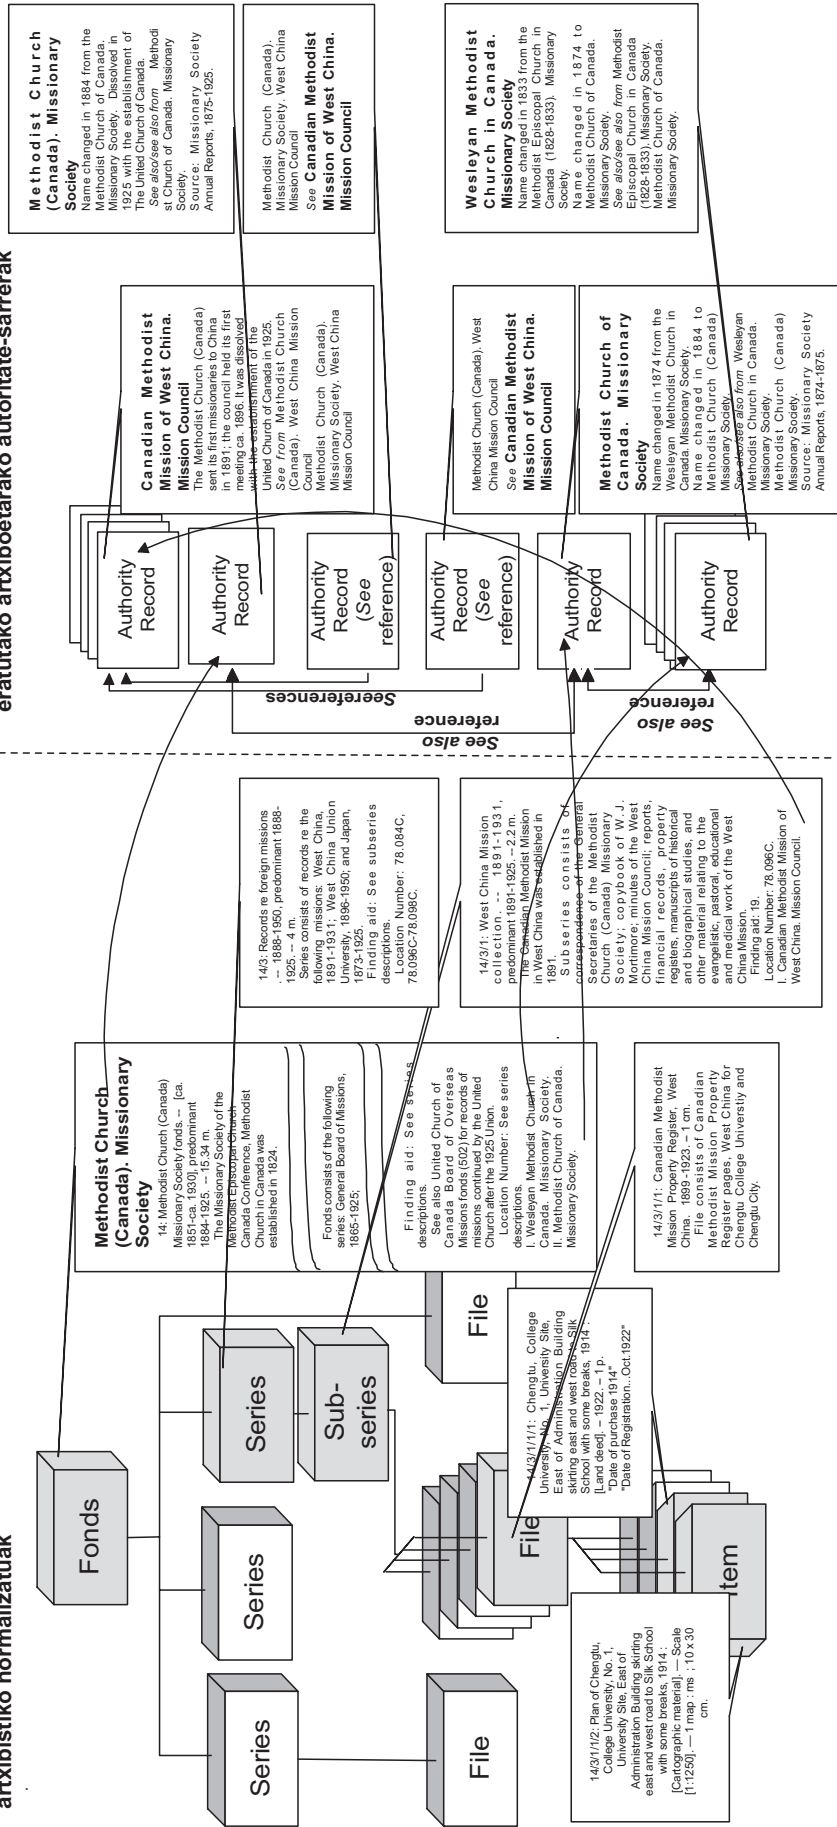 artxibistiko normalizatuak
eratutako artxiboetarako autoritate-sarrerak
Fonds
Series
Series
Series
Sub-
series
File
File
File
Item
Methodist Church
(Canada). Missionary
Society
14: Methodist Church (Canada)
Missionary Society fonds. -- [ca.
1851-ca. 1930], predominant
1884-1925. -- 15.34 m.
The Missionary Society of the
Methodist Episcopal Church
Canada Conference, Methodist
Church in Canada was
established in 1824.
Fonds consists of the following
series: General Board of Missions,
1865-1925;
Finding aid: See series
descriptions.
See also United Church of
Canada Board of Overseas
Missions fonds (502) for records of
missions continued by the United
Church after the 1925 Union.
Location Number: See series
descriptions.
I. Wesleyan Methodist Church in
Canada. Missionary Society.
II. Methodist Church of Canada.
Missionary Society.
14/3: Records re foreign missions
. -- 1888-1950, predominant 1888-
1925. -- 4 m.
Series consists of records re the
following missions: West China,
1891-1931; West China Union
University, 1896-1950; and Japan,
1873-1925.
Finding aid: See subseries
descriptions.
Location Number: 78.084C,
78.096C-78.098C.
14/3/1: West China Mission
collection. -- 1891-1931,
predominant 1891-1925. -- 2.2 m.
The Canadian Methodist Mission
in West China was established in
1891.
Subseries consists of
correspondence of the General
Secretaries of the Methodist
Church (Canada) Missionary
Society; copybook of W. J.
Mortimore; minutes of the West
China Mission Council; reports,
financial records, property
registers, manuscripts of historical
and biographical studies, and
other material relating to the
evangelistic, pastoral, educational
and medical work of the West
China Mission.
Finding aid: 19.
Location Number: 78.096C.
I. Canadian Methodist Mission of
West China. Mission Council.
14/3/1/1: Canadian Methodist
Mission Property Register, West
China . -- 1899 -1923. -- 1 cm.
File consists of Canadian
Methodist Mission Property
Register pages, West China for
Chengtu College University and
Chengtu City.
14/3/1/1/1: Chengtu, College
University, No. 1, University Site,
East of Administration Building
skirting east and west road to Silk
School with some breaks, 1914 :
[Land deed]. – 1922. – 1 p.
"Date of purchase 1914"
"Date of Registration...Oct.1922"
14/3/1/1/2: Plan of Chengtu,
College University, No. 1,
University Site, East of
Administration Building skirting
east and west road to Silk School
with some breaks, 1914 :
[Cartographic material]. — Scale
[1:1250]. — 1 map : ms ; 10 x 30
cm.
Authority
Record
Authority
Record
Authority
Record
(See
reference)
Authority
Record
(See
reference)
Authority
Record
Authority
Record
Seereferences
See also
reference
See also
reference
Canadian Methodist
Mission of West China.
Mission Council
The Methodist Church (Canada)
sent its first missionaries to China
in 1891; the council held its first
meeting ca. 1896. It was dissolved
with the establishment of the
United Church of Canada in 1925.
See from Methodist Church
(Canada). West China Mission
Council
Methodist Church (Canada).
Missionary Society. West China
Mission Council
Methodist Church (Canada). West
China Mission Council
See Canadian Methodist
Mission of West China.
Mission Council
Methodist Church of
Canada. Missionary
Society
Name changed in 1874 from the
Wesleyan Methodist Church in
Canada. Missionary Society.
Name changed in 1884 to
Methodist Church (Canada)
Missionary Society.
See also/see also from Wesleyan
Methodist Church in Canada.
Missionary Society.
Methodist Church (Canada)
Missionary Society.
Source: Missionary Society
Annual Reports, 1874-1875.
Methodist Church
(Canada). Missionary
Society
Name changed in 1884 from the
Methodist Church of Canada.
Missionary Society. Dissolved in
1925 with the establishment of
The United Church of Canada.
See also/see also from Methodi
st Church of Canada. Missionary
Society.
Source: Missionary Society
Annual Reports, 1875-1925.
Methodist Church (Canada).
Missionary Society. West China
Mission Council
See Canadian Methodist
Mission of West China.
Mission Council
Wesleyan Methodist
Church in Canada.
Missionary Society
Name changed in 1833 from the
Methodist Episcopal Church in
Canada (1828-1833). Missionary
Society.
Name changed in 1874 to
Methodist Church of Canada.
Missionary Society.
See also/see also from Methodist
Episcopal Church in Canada
(1828-1833). Missionary Society.
Methodist Church of Canada.
Missionary Society.